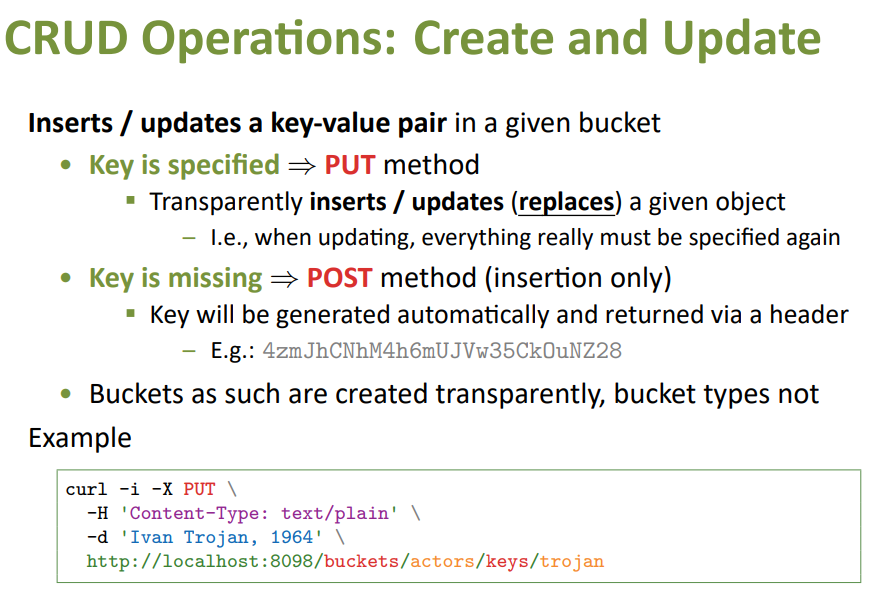 CRUD Operations: Create and Update
Inserts / updates a key-value pair in a given bucket
• Key is specified ⇒ PUT method
▪ Transparently inserts / updates (replaces) a given object
– I.e., when updating, everything really must be specified again
• Key is missing ⇒ POST method (insertion only)
▪ Key will be generated automatically and returned via a header
– E.g.: 4zmJhCNhM4h6mUJVw35CkOuNZ28
• Buckets as such are created transparently, bucket types not
Example
curl -i -X PUT \
-H 'Content-Type: text/plain' \
-d 'Ivan Trojan, 1964' \
http://localhost:8098/buckets/actors/keys/trojan